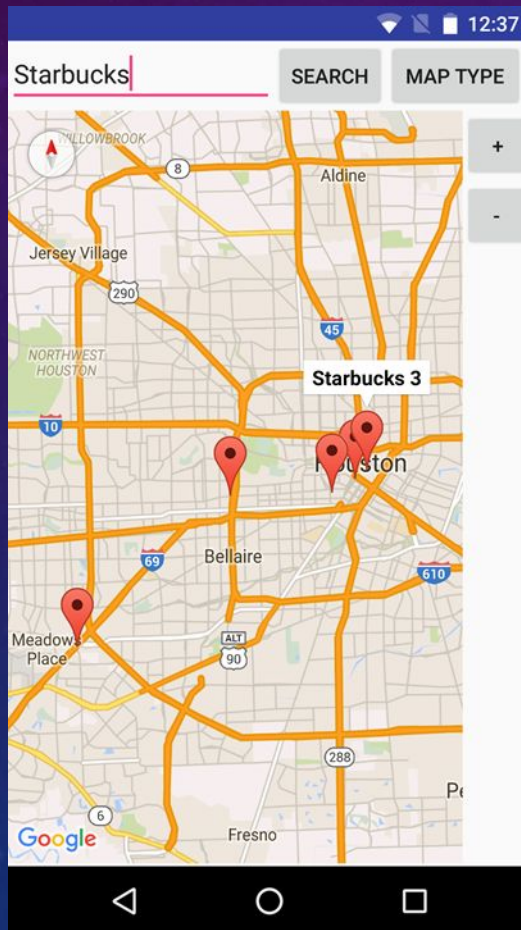 12:37
Starbucks
SEARCH
MAP TYPE
+
-
WILLOWBROOK
8
Aldine
Jersey Village
290
45
NORTHWEST
HOUSTON
Starbucks 3
10
Houston
Bellaire
69
610
Meadows
Place
ALT
90
288
Pe
6
Fresno
Google